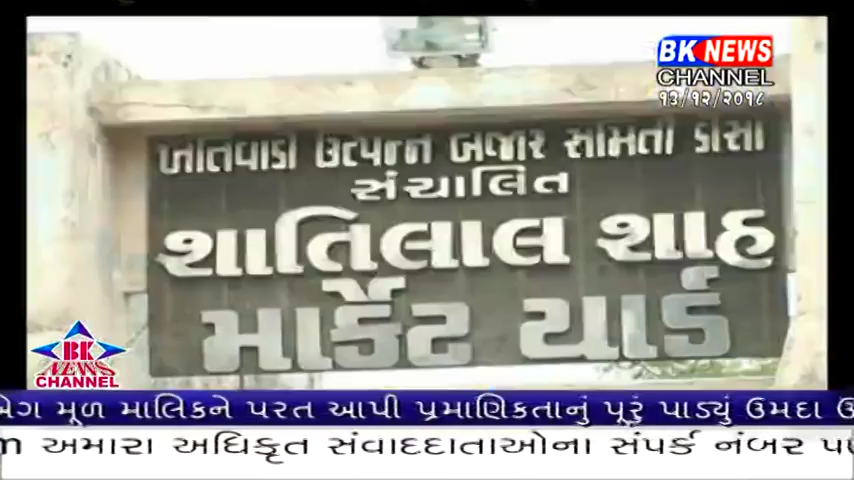 BK NEWS
CHANNEL
૧૩/૧૨/૨૦૧૮
ખેતિવાડી ઉત્પન્ન બજાર સમિતી ડીસા
સંચાલિત
શાતિલાલ શાહ
માર્કેટ યાર્ડ
BK
NEWS
CHANNEL
મૂળ માલિકને પરત આપી પ્રમાણિકતાનું પૂરૂં પાડ્યું ઉમદા
અમારા અધિકૃત સંવાદદાતાઓના સંપર્ક નંબર